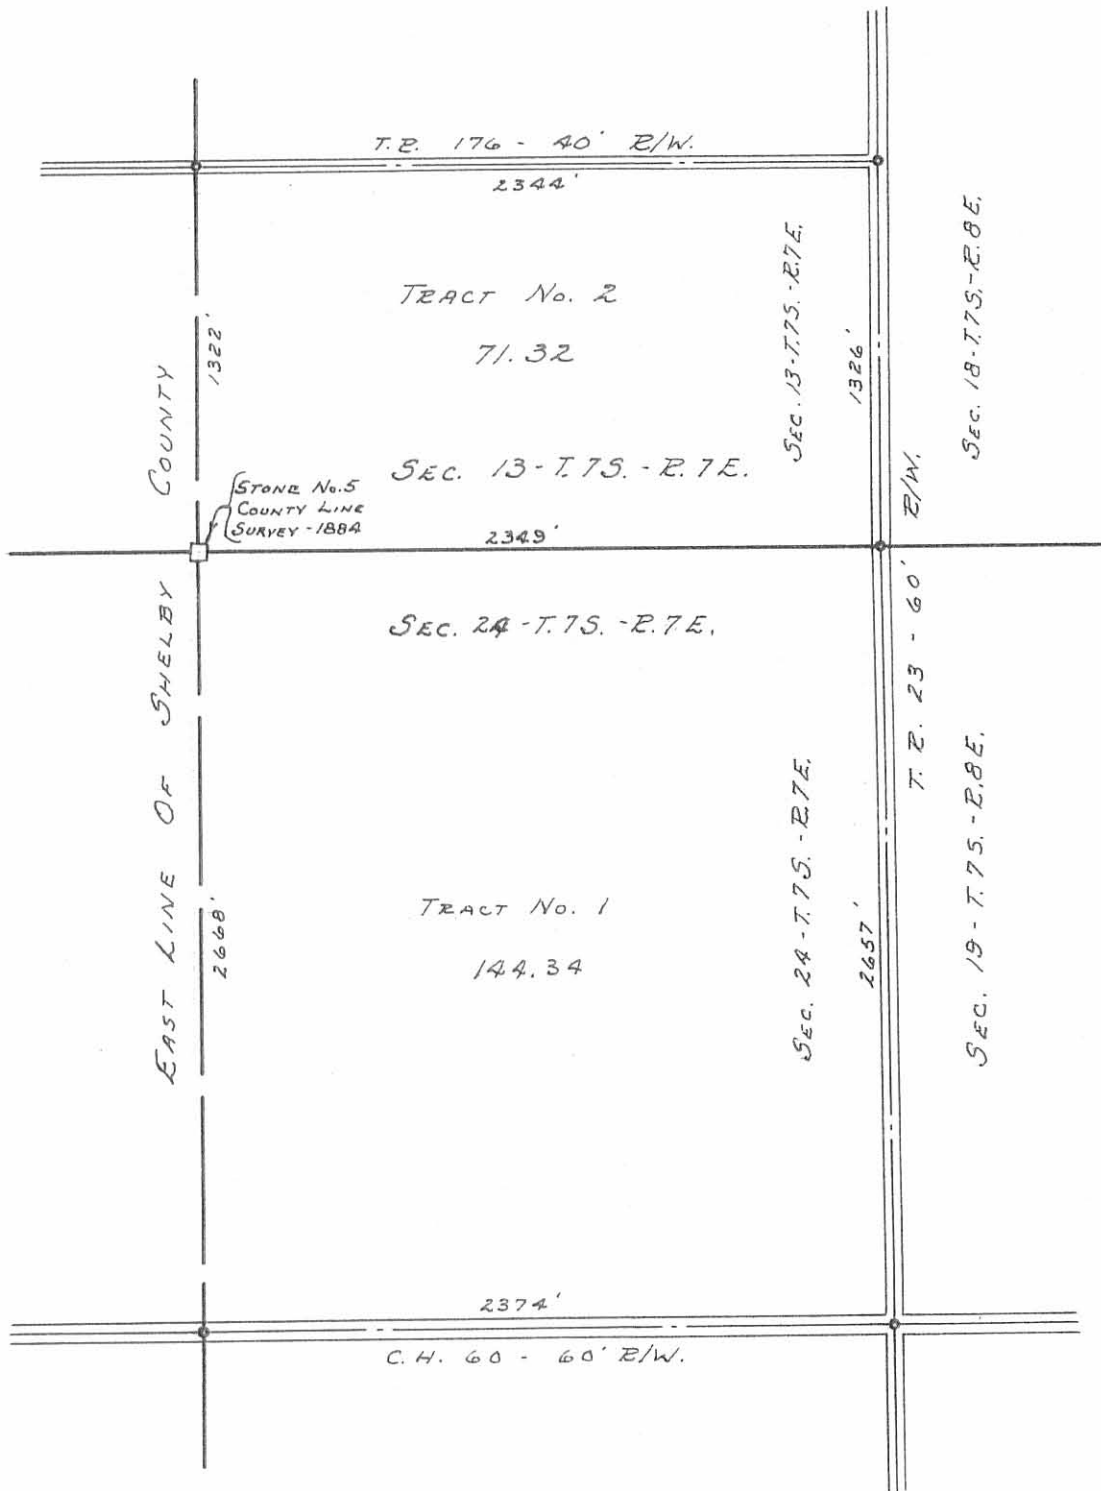 T.R. 176 - 40' R/W.
2344'
TRACT No. 2
71.32
1322'
1326'
SEC. 13-T.7S.-R.7E.
SEC. 18-T.7S.-R.8E.
SEC. 13-T.7S.-R.7E.
STONE No.5
COUNTY LINE
SURVEY-1884
2349'
EAST LINE OF SHELBY COUNTY
SEC. 24-T.7S.-R.7E.
T.R. 23 - 60' R/W.
TRACT No. 1
144.34
2668'
2657'
SEC. 24-T.7S.-R.7E.
SEC. 19-T.7S.-R.8E.
2374'
C.H. 60 - 60' R/W.